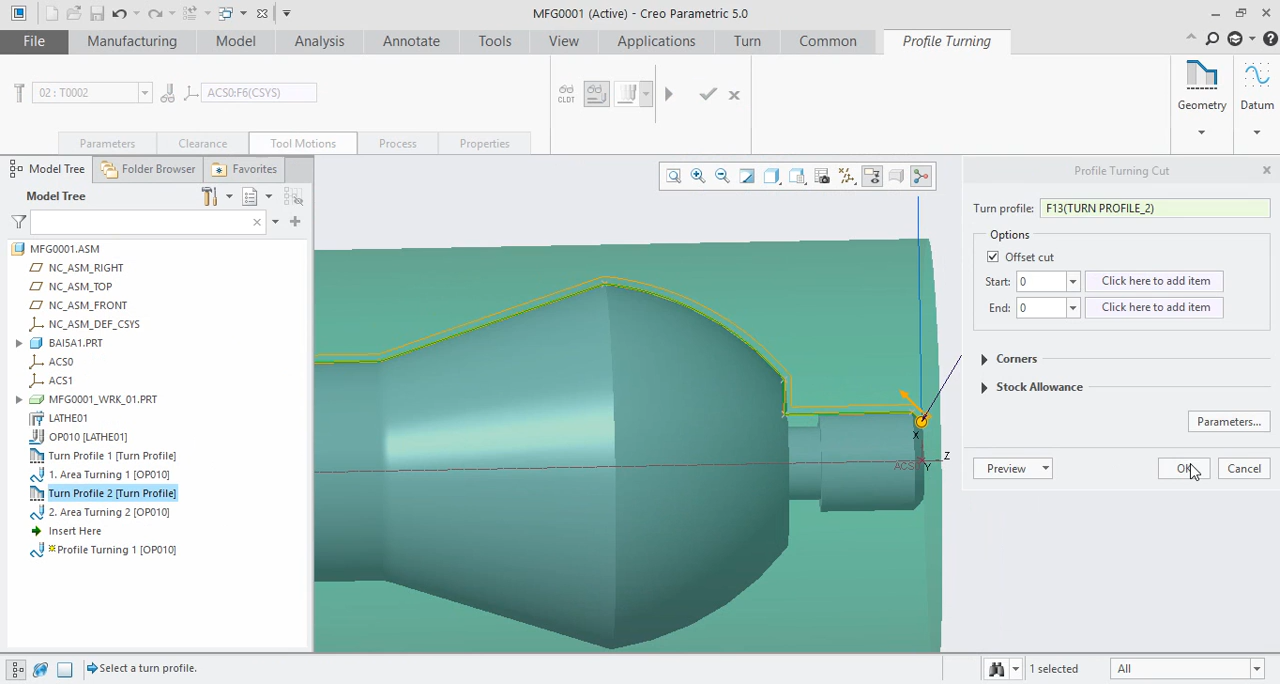 MFG0001 (Active) - Creo Parametric 5.0
File Manufacturing Model Analysis Annotate Tools View Applications Turn Common Profile Turning
02 : T0002 ACS0:F6(CSYS) CLDT
Geometry Datum
Parameters Clearance Tool Motions Process Properties
Model Tree Folder Browser Favorites
Model Tree
MFG0001.ASM
NC_ASM_RIGHT
NC_ASM_TOP
NC_ASM_FRONT
NC_ASM_DEF_CSYS
BAI5A1.PRT
ACS0
ACS1
MFG0001_WRK_01.PRT
LATHE01
OP010 [LATHE01]
Turn Profile 1 [Turn Profile]
1. Area Turning 1 [OP010]
Turn Profile 2 [Turn Profile]
2. Area Turning 2 [OP010]
Insert Here
Profile Turning 1 [OP010]
X
Z
Y
Profile Turning Cut
Turn profile: F13(TURN PROFILE_2)
Options
Offset cut
Start: 0 Click here to add item
End: 0 Click here to add item
Corners
Stock Allowance
Parameters...
Preview OK Cancel
Select a turn profile.
1 selected
All